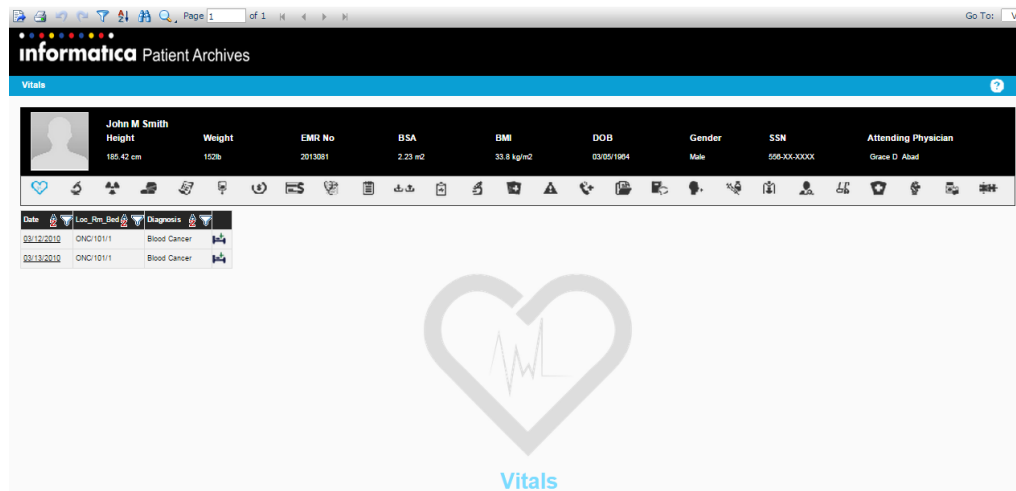 Page 1 of 1 Go To: V
informatica Patient Archives
Vitals ?
John M Smith
Height Weight EMR No BSA BMI DOB Gender SSN Attending Physician
185.42 cm 152lb 2013081 2.23 m2 33.8 kg/m2 03/05/1964 Male 556-XX-XXXX Grace D Abad
Date Loc_Rm_Bed Diagnosis
03/12/2010 ONC/101/1 Blood Cancer
03/13/2010 ONC/101/1 Blood Cancer
Vitals